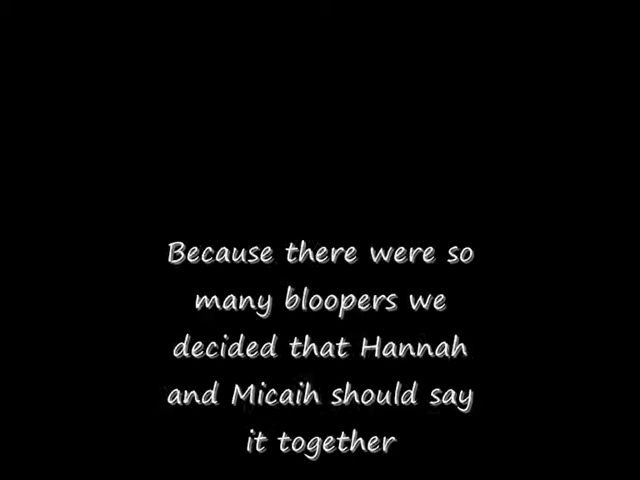 Because there were so
many bloopers we
decided that Hannah
and Micaih should say
it together